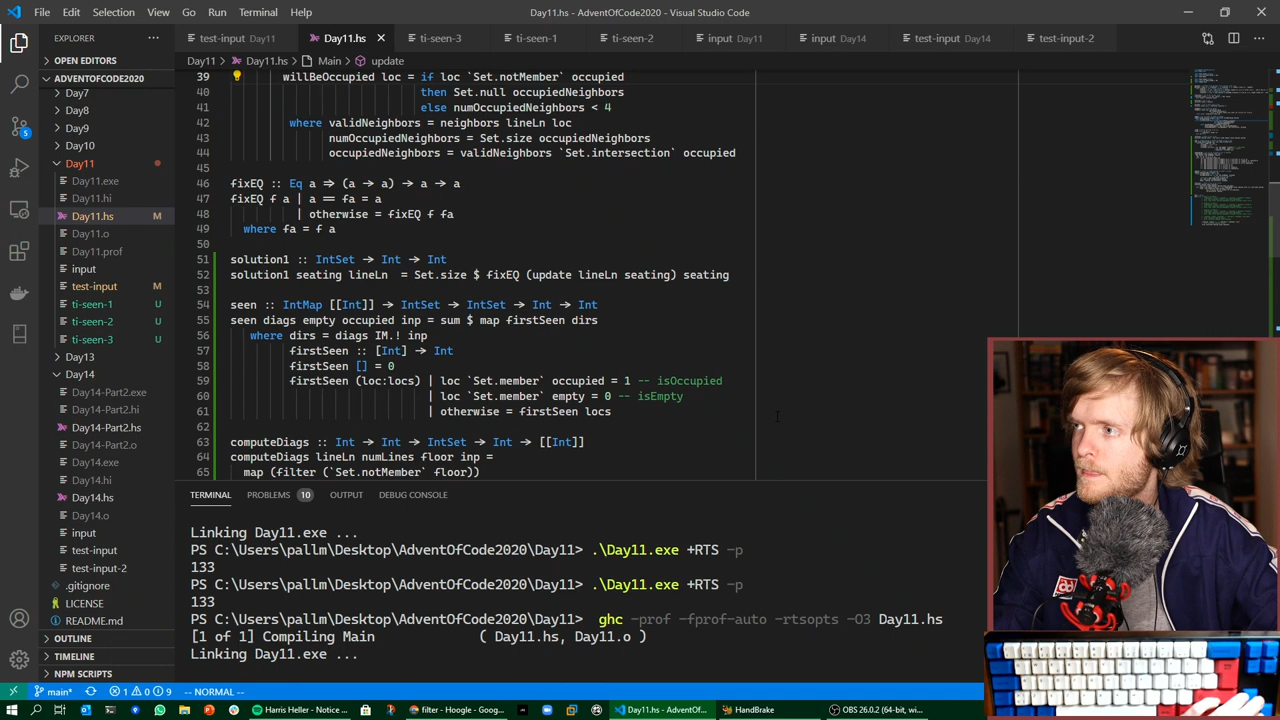 File Edit Selection View Go Run Terminal Help
Day11.hs - AdventOfCode2020 - Visual Studio Code
EXPLORER
test-input Day11
Day11.hs
ti-seen-3
ti-seen-1
ti-seen-2
input Day11
input Day14
test-input Day14
test-input-2
OPEN EDITORS
Day11 > Day11.hs > Main > update
ADVENTOFCODE2020
Day7
Day8
Day9
Day10
Day11
Day11.exe
Day11.hi
Day11.hs M
Day11.o
Day11.prof
input
test-input M
ti-seen-1 U
ti-seen-2 U
ti-seen-3 U
Day13
Day14
Day14-Part2.exe
Day14-Part2.hi
Day14-Part2.hs
Day14-Part2.o
Day14.exe
Day14.hi
Day14.hs
Day14.o
input
test-input
test-input-2
.gitignore
LICENSE
README.md
OUTLINE
TIMELINE
NPM SCRIPTS
39 willBeOccupied loc = if loc `Set.notMember` occupied
40 then Set.null occupiedNeighbors
41 else numOccupiedNeighbors < 4
42 where validNeighbors = neighbors lineLn loc
43 numOccupiedNeighbors = Set.size occupiedNeighbors
44 occupiedNeighbors = validNeighbors `Set.intersection` occupied
45
46 fixEQ :: Eq a => (a -> a) -> a -> a
47 fixEQ f a | a == fa = a
48 | otherwise = fixEQ f fa
49 where fa = f a
50
51 solution1 :: IntSet -> Int -> Int
52 solution1 seating lineLn = Set.size $ fixEQ (update lineLn seating) seating
53
54 seen :: IntMap [[Int]] -> IntSet -> IntSet -> Int -> Int
55 seen diags empty occupied inp = sum $ map firstSeen dirs
56 where dirs = diags IM.! inp
57 firstSeen :: [Int] -> Int
58 firstSeen [] = 0
59 firstSeen (loc:locs) | loc `Set.member` occupied = 1 -- isOccupied
60 | loc `Set.member` empty = 0 -- isEmpty
61 | otherwise = firstSeen locs
62
63 computeDiags :: Int -> Int -> IntSet -> Int -> [[Int]]
64 computeDiags lineLn numLines floor inp =
65 map (filter (`Set.notMember` floor))
TERMINAL PROBLEMS 10 OUTPUT DEBUG CONSOLE
Linking Day11.exe ...
PS C:\Users\pallm\Desktop\AdventOfCode2020\Day11> .\Day11.exe +RTS -p
133
PS C:\Users\pallm\Desktop\AdventOfCode2020\Day11> .\Day11.exe +RTS -p
133
PS C:\Users\pallm\Desktop\AdventOfCode2020\Day11> ghc -prof -fprof-auto -rtsopts -O3 Day11.hs
[1 of 1] Compiling Main ( Day11.hs, Day11.o )
Linking Day11.exe ...
5
main* 1 0 9 -- NORMAL --
Harris Heller - Notice ...
filter - Hoogle - Goog...
Day11.hs - AdventOf...
HandBrake
OBS 26.0.2 (64-bit, wi...